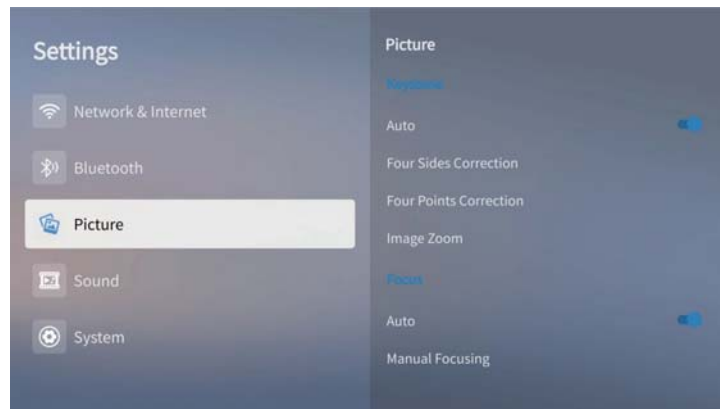 Settings
Network & Internet
Bluetooth
Picture
Sound
System
Picture
Keystone
Auto
Four Sides Correction
Four Points Correction
Image Zoom
Focus
Auto
Manual Focusing